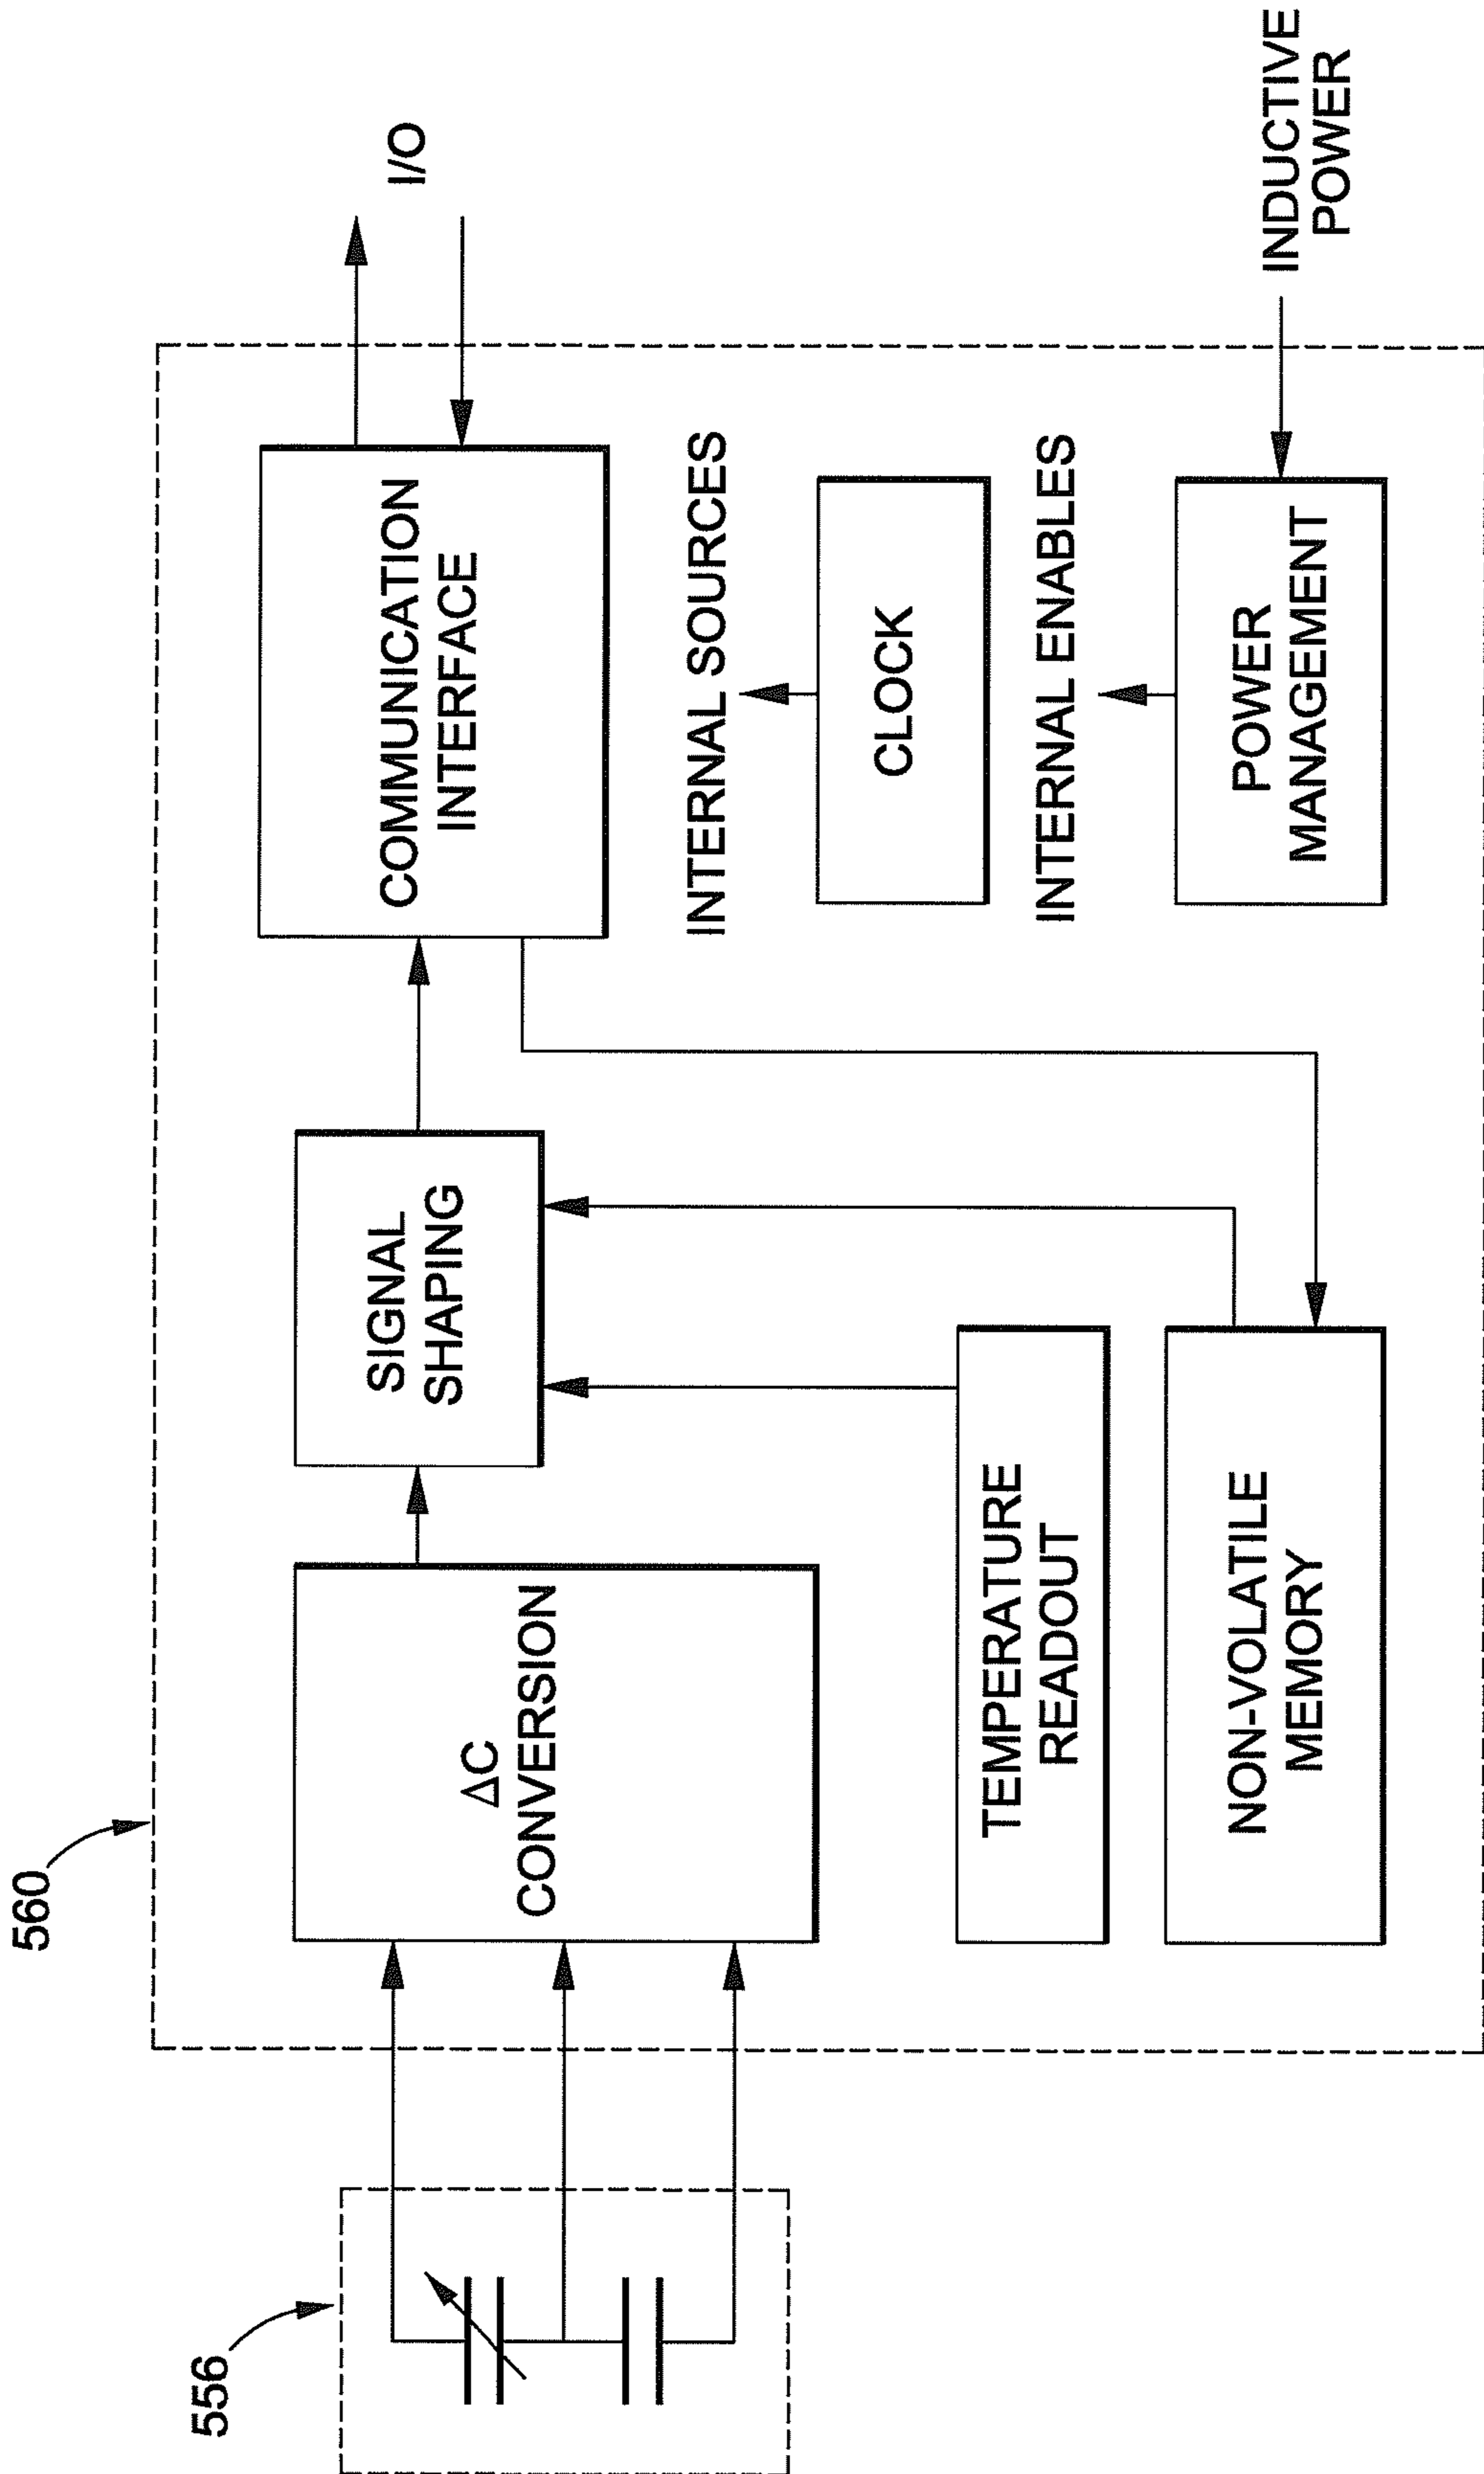 560
556
ΔC
CONVERSION
SIGNAL
SHAPING
COMMUNICATION
INTERFACE
I/O
TEMPERATURE
READOUT
NON-VOLATILE
MEMORY
INTERNAL SOURCES
CLOCK
INTERNAL ENABLES
POWER
MANAGEMENT
INDUCTIVE
POWER